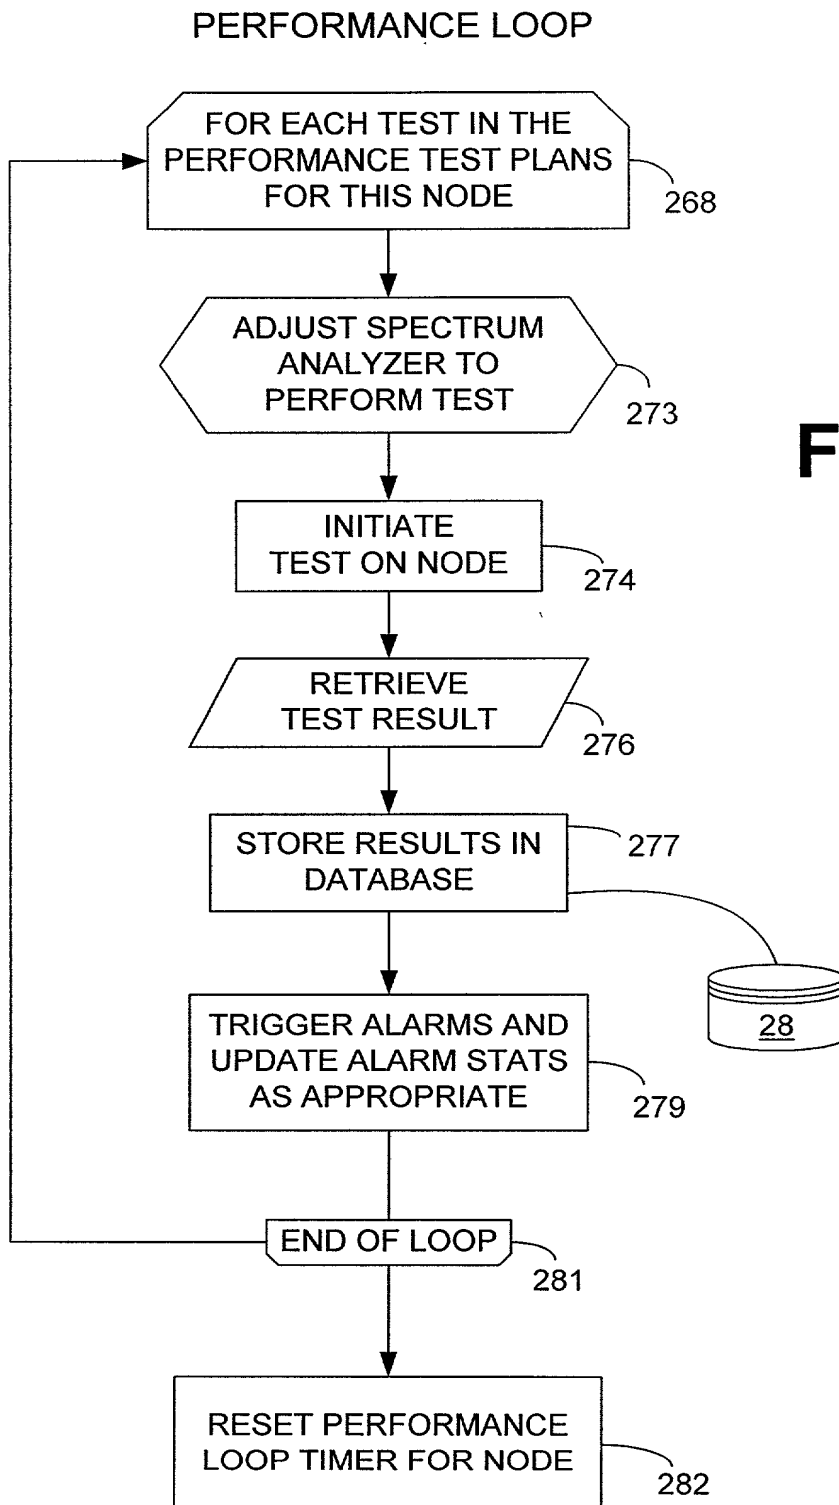 PERFORMANCE LOOP
FOR EACH TEST IN THE
PERFORMANCE TEST PLANS
FOR THIS NODE
268
ADJUST SPECTRUM
ANALYZER TO
PERFORM TEST
273
F
INITIATE
TEST ON NODE
274
RETRIEVE
TEST RESULT
276
STORE RESULTS IN
DATABASE
277
28
TRIGGER ALARMS AND
UPDATE ALARM STATS
AS APPROPRIATE
279
END OF LOOP
281
RESET PERFORMANCE
LOOP TIMER FOR NODE
282